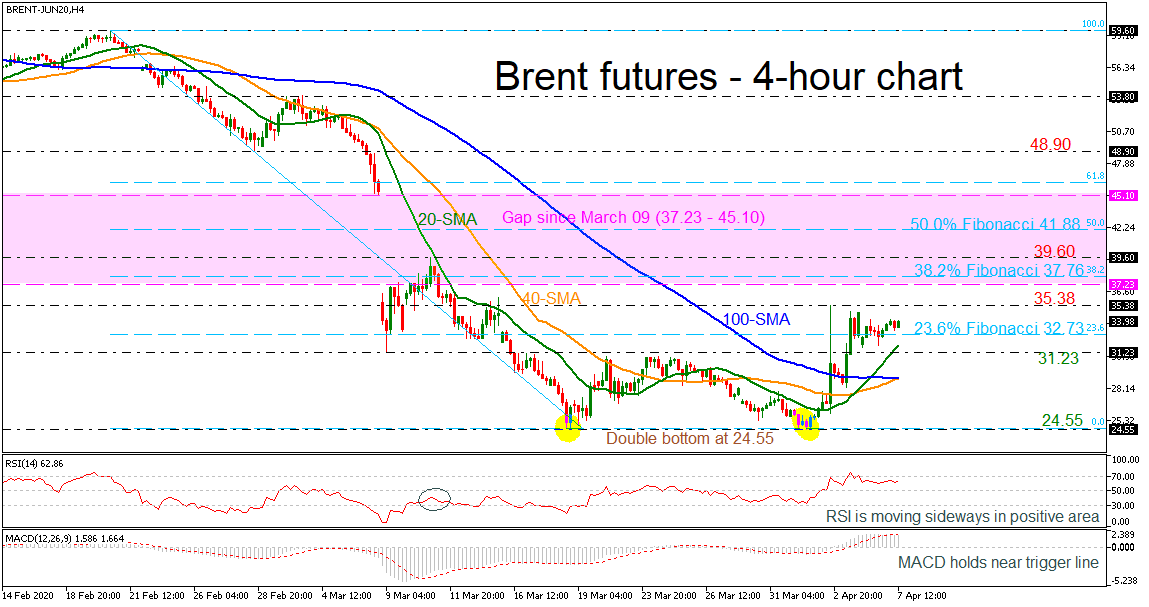 BRENT-JUN20,H4
Brent futures - 4-hour chart
100.0
59.60
56.34
53.80
50.70
48.90
48.90
47.88
61.8
45.10
20-SMA
Gap since March 09 (37.23 - 45.10)
50.0% Fibonacci 41.88
50.0
42.24
39.60
39.60
38.2% Fibonacci 37.76
38.2
37.23
40-SMA
35.38
35.38
100-SMA
33.98
23.6% Fibonacci 32.73
23.6
31.23
31.23
28.14
24.55
0.0
25.32
24.55
Double bottom at 24.55
RSI(14) 62.86
100.00
70.00
50.00
30.00
0.00
RSI is moving sideways in positive area
MACD(12,26,9) 1.586 1.664
2.389
0.000
-5.238
MACD holds near trigger line
14 Feb 2020
18 Feb 20:00
21 Feb 12:00
26 Feb 04:00
28 Feb 20:00
4 Mar 12:00
9 Mar 04:00
11 Mar 20:00
16 Mar 12:00
19 Mar 04:00
23 Mar 20:00
26 Mar 12:00
31 Mar 04:00
2 Apr 20:00
7 Apr 12:00